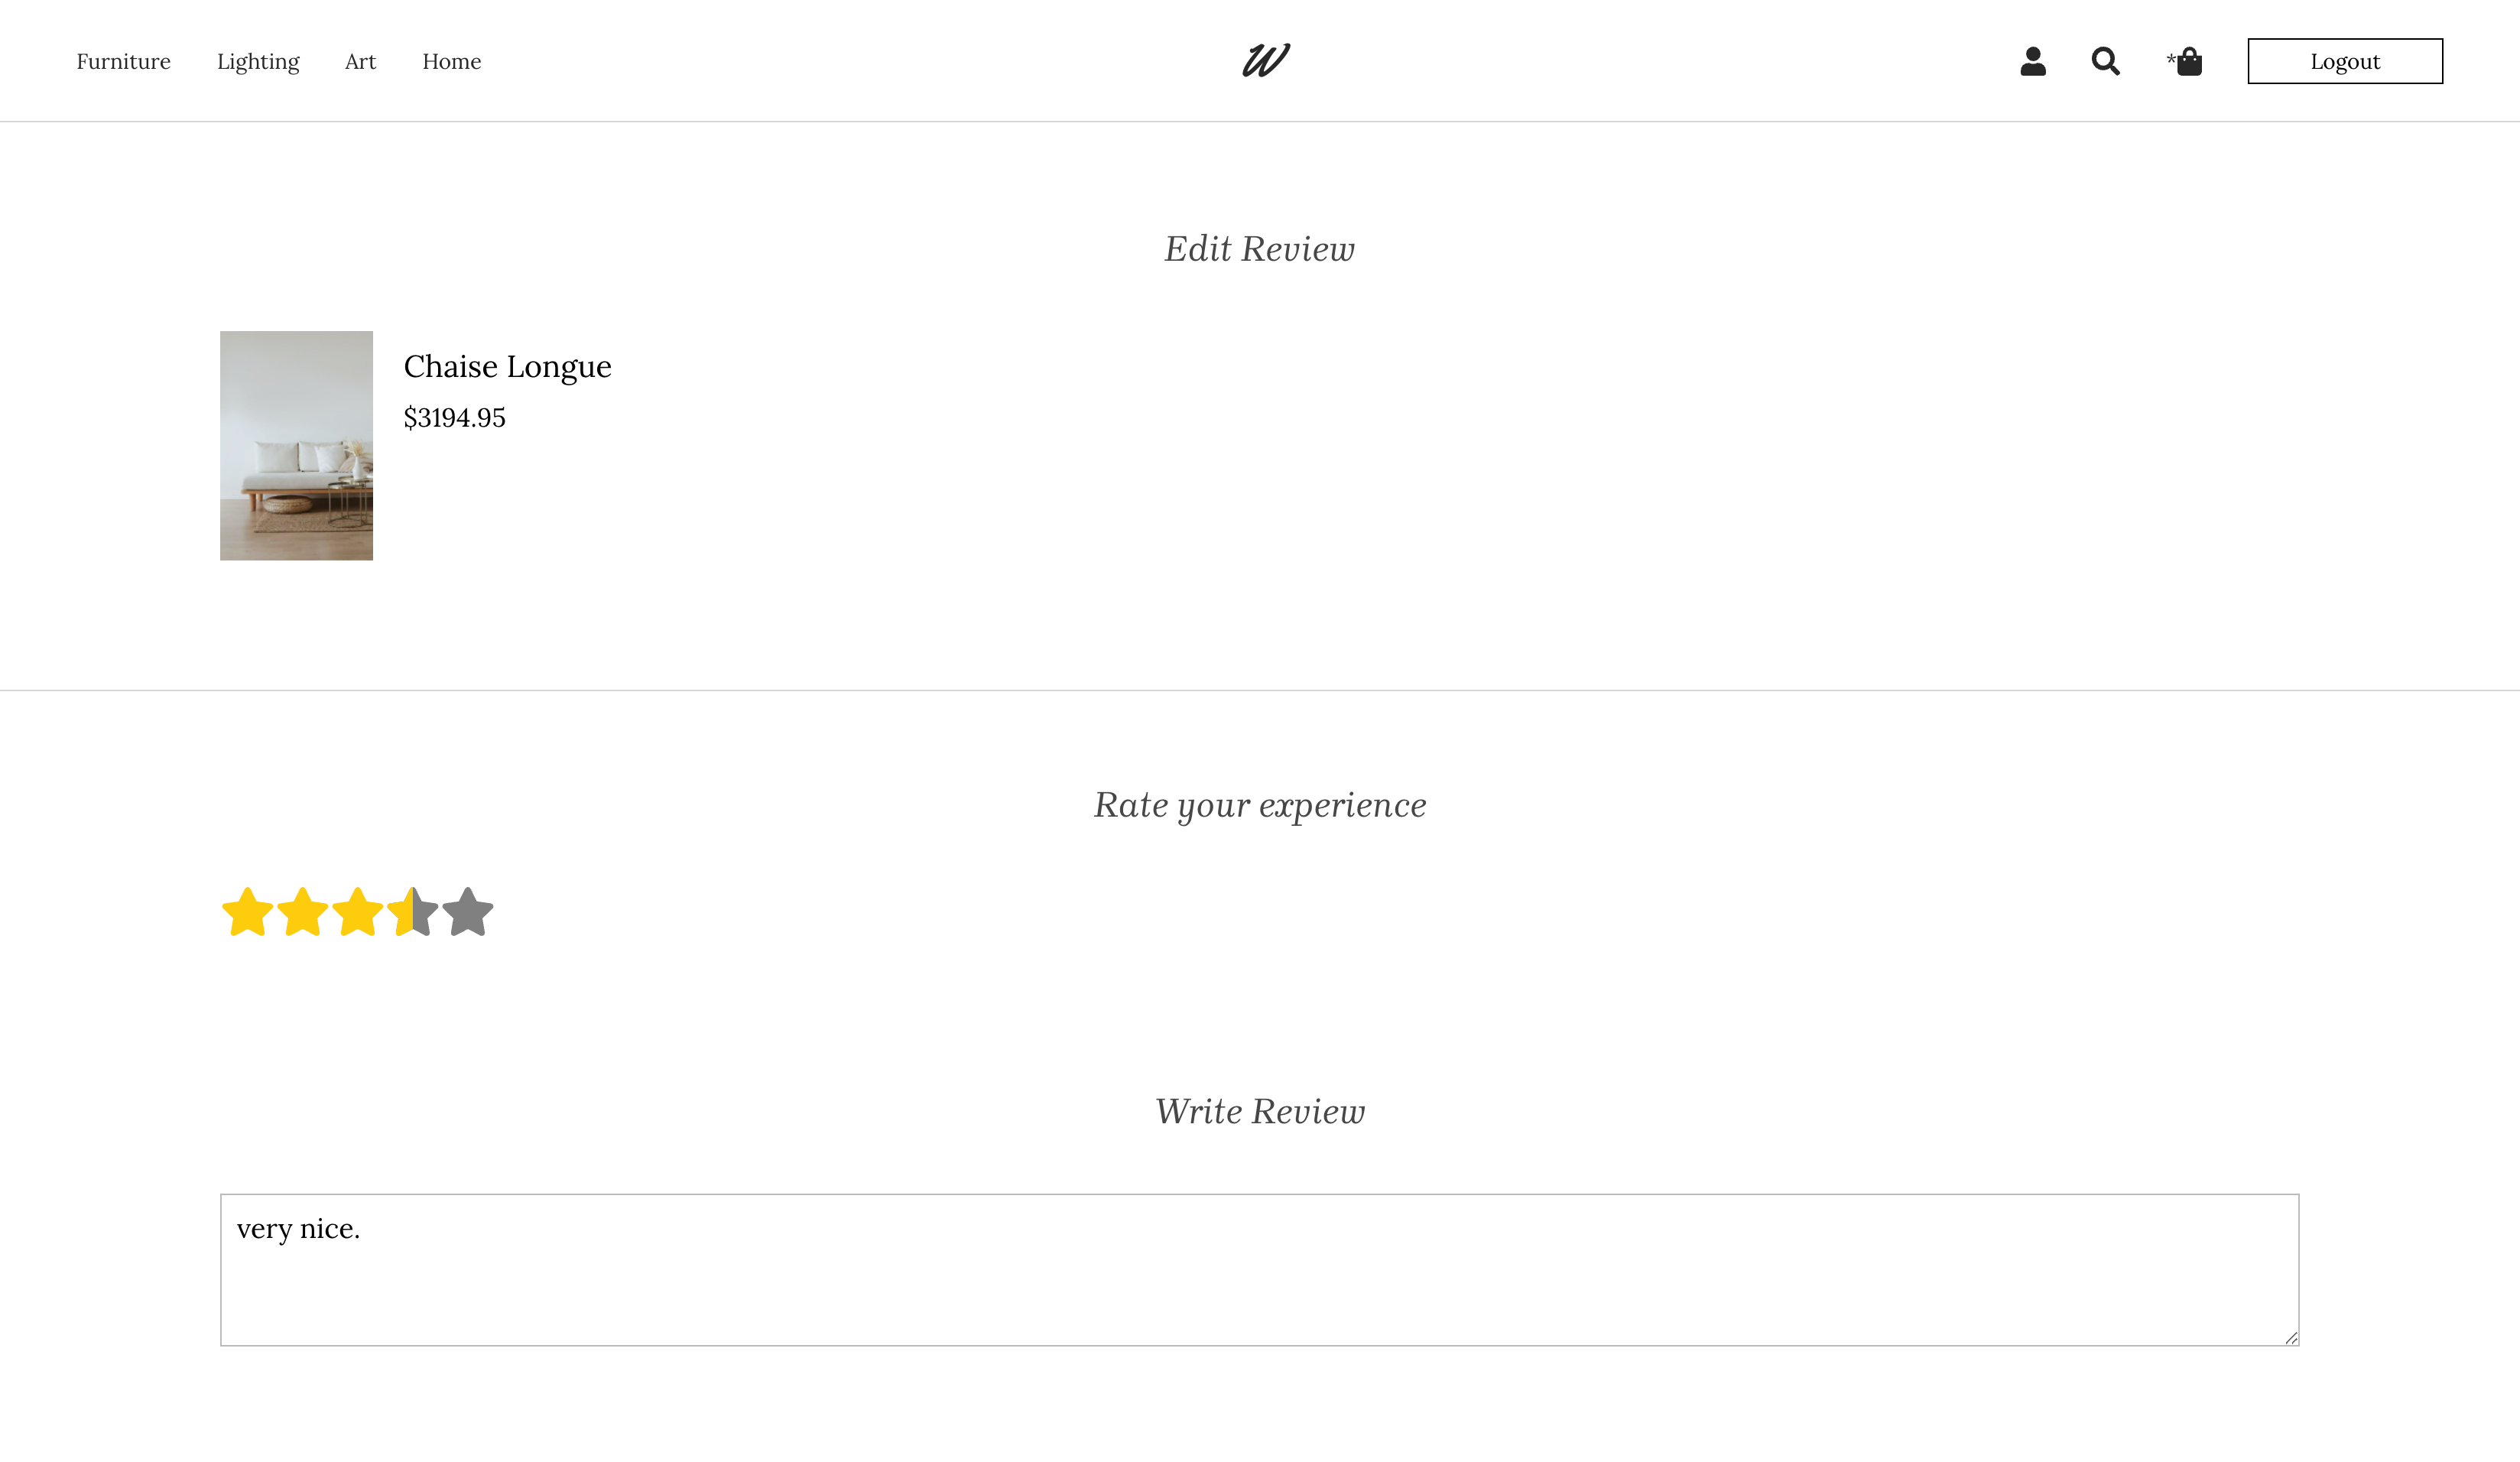 Furniture Lighting Art Home W * Logout
Edit Review
Chaise Longue
$3194.95
Rate your experience
Write Review
very nice.